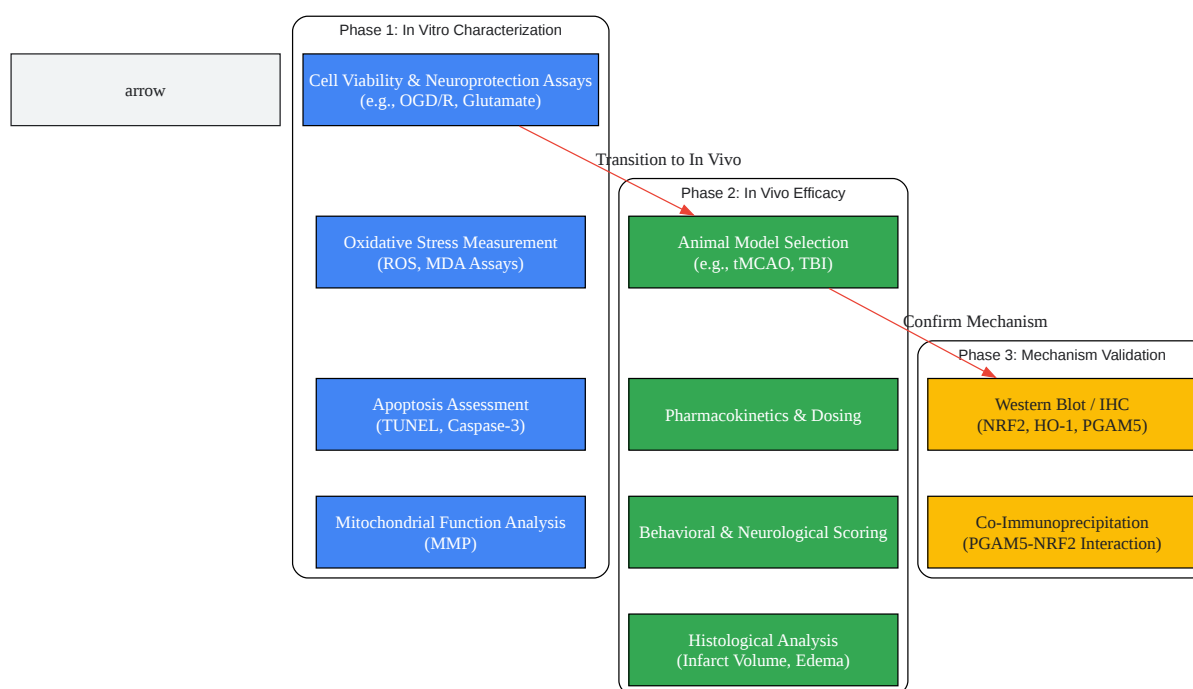 arrow
Phase 1: In Vitro Characterization
Cell Viability & Neuroprotection Assays
(e.g., OGD/R, Glutamate)
Oxidative Stress Measurement
(ROS, MDA Assays)
Apoptosis Assessment
(TUNEL, Caspase-3)
Mitochondrial Function Analysis
(MMP)
Transition to In Vivo
Phase 2: In Vivo Efficacy
Animal Model Selection
(e.g., tMCAO, TBI)
Pharmacokinetics & Dosing
Behavioral & Neurological Scoring
Histological Analysis
(Infarct Volume, Edema)
Confirm Mechanism
Phase 3: Mechanism Validation
Western Blot / IHC
(NRF2, HO-1, PGAM5)
Co-Immunoprecipitation
(PGAM5-NRF2 Interaction)